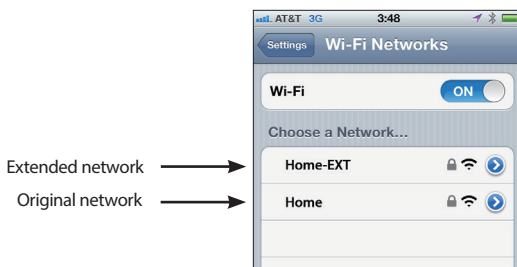 AT&T 3G 3:48
Settings Wi-Fi Networks
Wi-Fi ON
Choose a Network...
Extended network Home-EXT
Original network Home